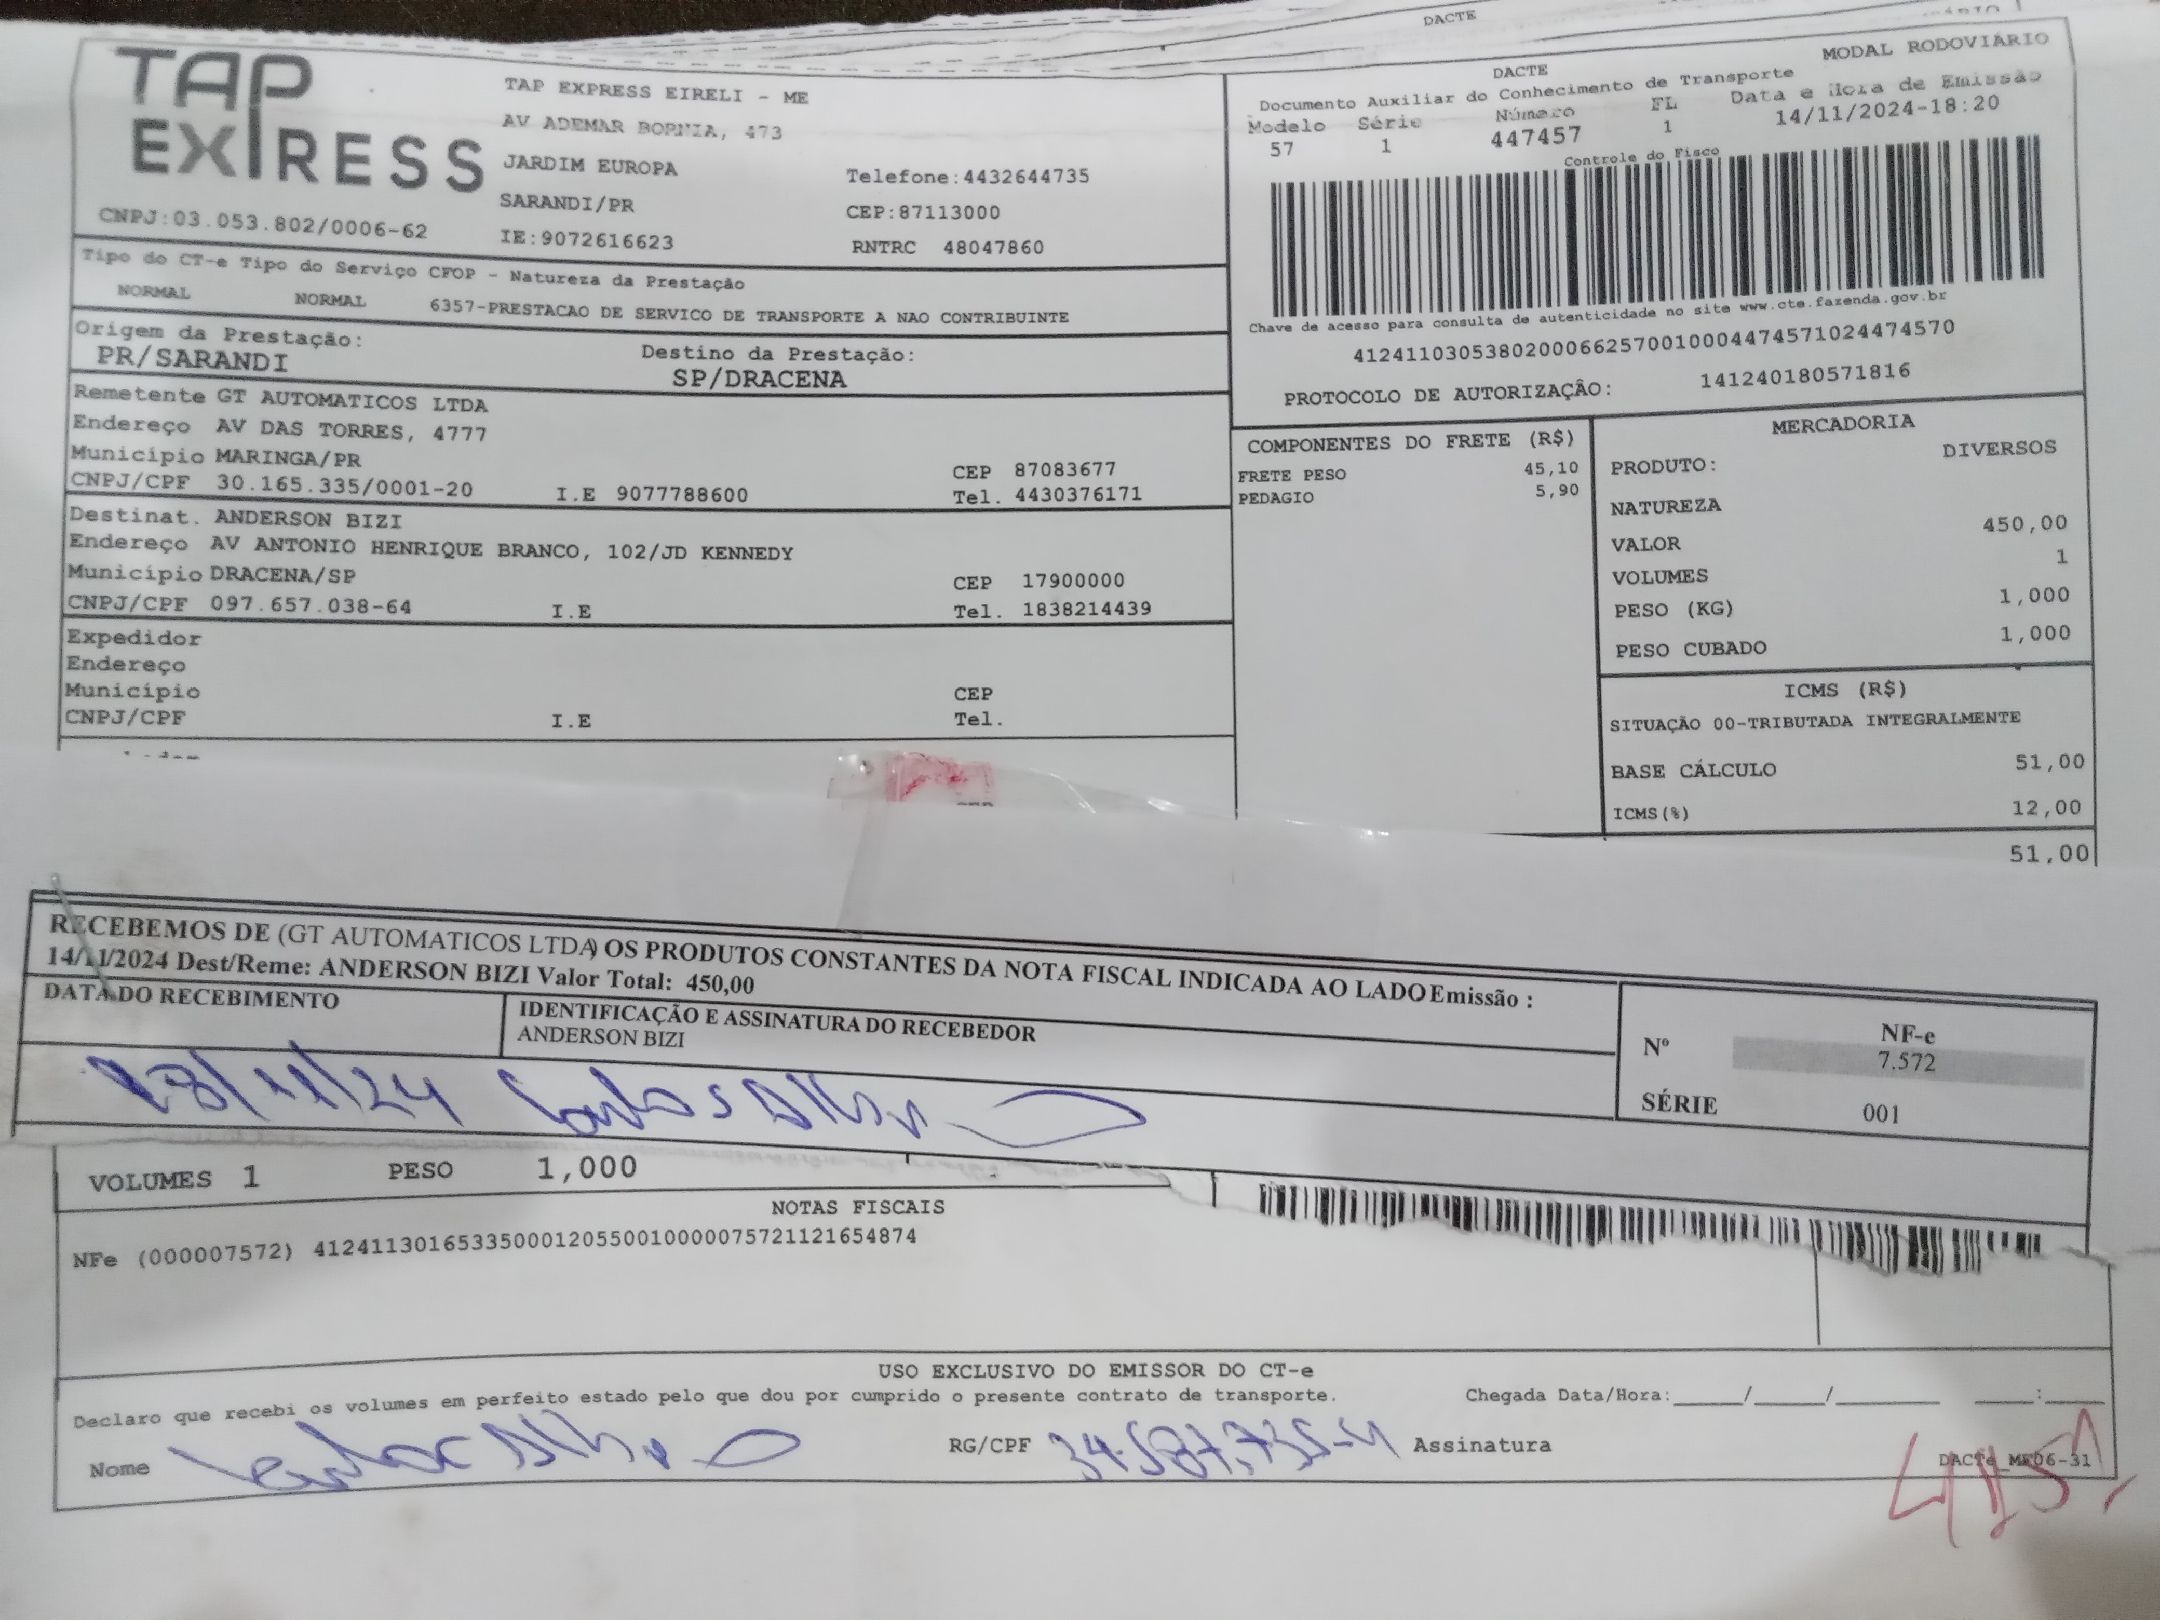 DACTE
TAP EXPRESS
CNPJ:03.053.802/0006-62
TAP EXPRESS EIRELI - ME
AV ADEMAR BORNIA, 473
JARDIM EUROPA
SARANDI/PR
IE:9072616623
Telefone:4432644735
CEP:87113000
RNTRC 48047860
MODAL RODOVIÁRIO
DACTE
Documento Auxiliar do Conhecimento de Transporte
Modelo Série Número FL Data e Hora de Emissão
57 1 447457 1 14/11/2024-18:20
Controle do Fisco
Chave de acesso para consulta de autenticidade no site www.cte.fazenda.gov.br
41241103053802000662570010004474571024474570
PROTOCOLO DE AUTORIZAÇÃO: 141240180571816
Tipo do CT-e Tipo do Serviço CFOP - Natureza da Prestação
NORMAL NORMAL 6357-PRESTACAO DE SERVICO DE TRANSPORTE A NAO CONTRIBUINTE
Origem da Prestação: Destino da Prestação:
PR/SARANDI SP/DRACENA
Remetente GT AUTOMATICOS LTDA
Endereço AV DAS TORRES, 4777
Município MARINGA/PR CEP 87083677
CNPJ/CPF 30.165.335/0001-20 I.E 9077788600 Tel. 4430376171
Destinat. ANDERSON BIZI
Endereço AV ANTONIO HENRIQUE BRANCO, 102/JD KENNEDY
Município DRACENA/SP CEP 17900000
CNPJ/CPF 097.657.038-64 I.E Tel. 1838214439
Expedidor
Endereço
Município CEP
CNPJ/CPF I.E Tel.
COMPONENTES DO FRETE (R$)
FRETE PESO 45,10
PEDAGIO 5,90
MERCADORIA
PRODUTO: DIVERSOS
NATUREZA
VALOR 450,00
VOLUMES 1
PESO (KG) 1,000
PESO CUBADO 1,000
ICMS (R$)
SITUAÇÃO 00-TRIBUTADA INTEGRALMENTE
BASE CÁLCULO 51,00
ICMS(%) 12,00
51,00
RECEBEMOS DE (GT AUTOMATICOS LTDA) OS PRODUTOS CONSTANTES DA NOTA FISCAL INDICADA AO LADO Emissão :
14/11/2024 Dest/Reme: ANDERSON BIZI Valor Total: 450,00
DATA DO RECEBIMENTO
IDENTIFICAÇÃO E ASSINATURA DO RECEBEDOR
ANDERSON BIZI
NF-e
Nº 7.572
SÉRIE 001
VOLUMES 1 PESO 1,000
NOTAS FISCAIS
NFe (000007572) 41241130165335000120550010000075721121654874
USO EXCLUSIVO DO EMISSOR DO CT-e
Declaro que recebi os volumes em perfeito estado pelo que dou por cumprido o presente contrato de transporte. Chegada Data/Hora:_____/_____/_______ ____:____
Nome RG/CPF Assinatura